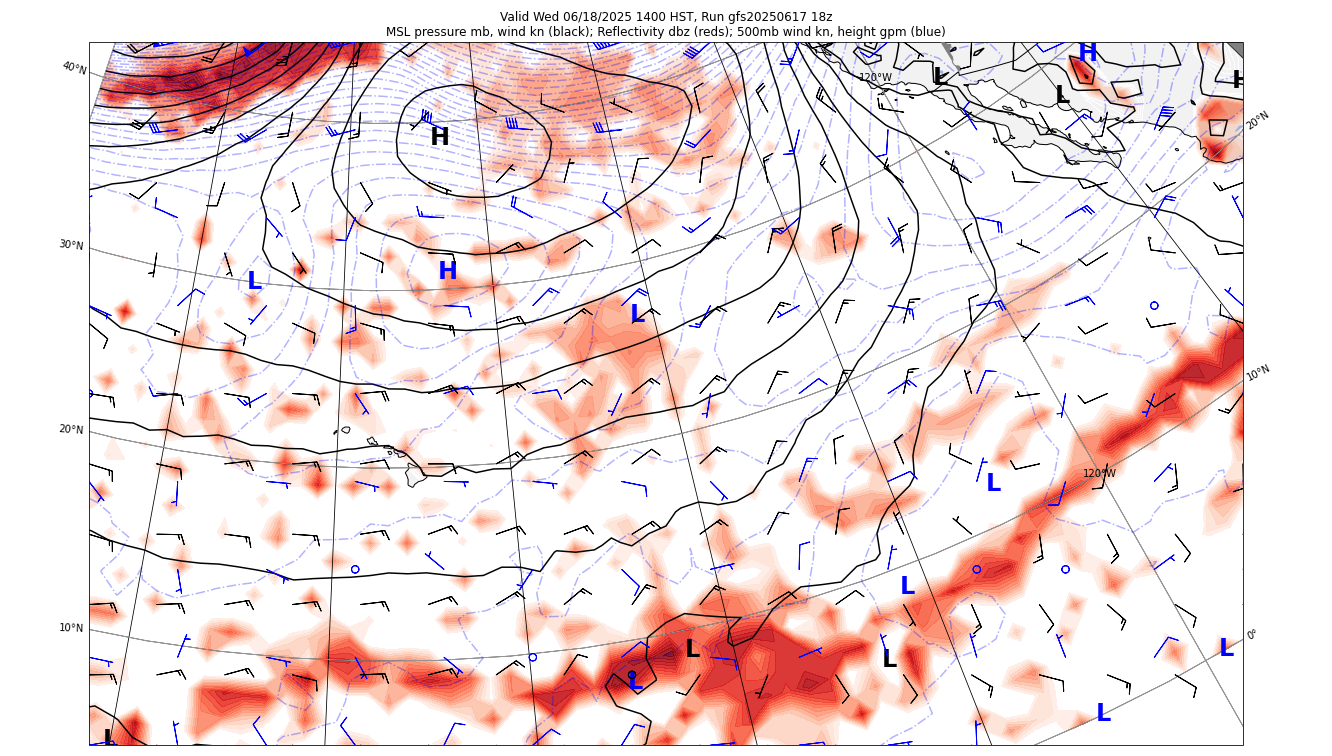 Valid Wed 06/18/2025 1400 HST, Run gfs20250617 18z
MSL pressure mb, wind kn (black); Reflectivity dbz (reds); 500mb wind kn, height gpm (blue)
H
L
120°W
L
H
40°N
20°N
H
30°N
L
H
L
10°N
20°N
120°W
L
L
10°N
0°
L
L
L
L
L
L